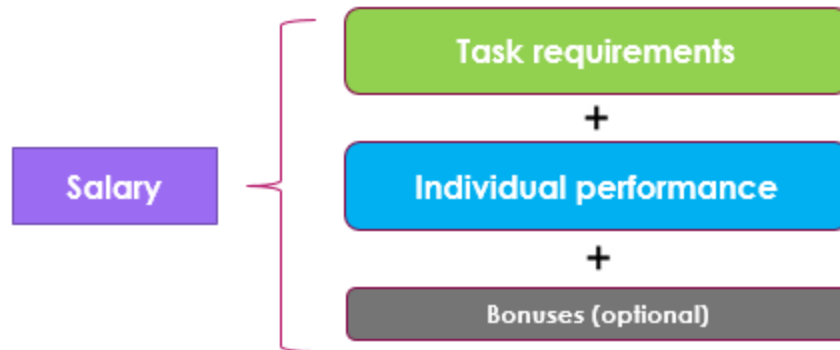 Task requirements
+
Salary
Individual performance
+
Bonuses (optional)